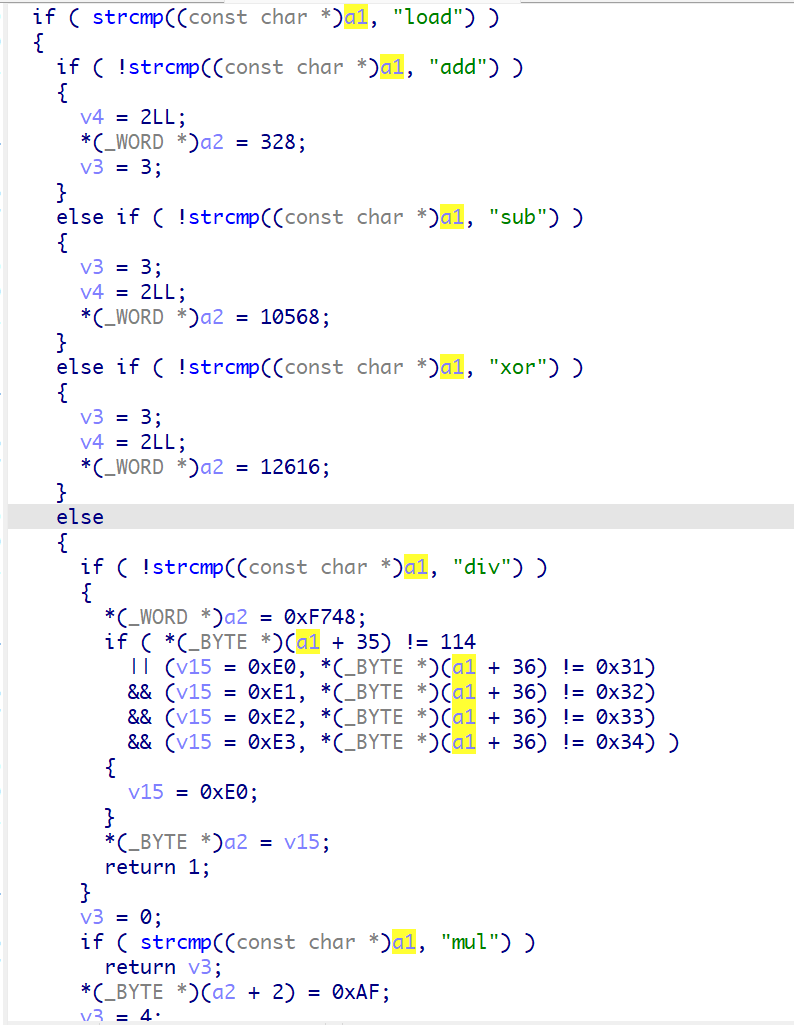 if ( strcmp((const char *)a1, "load") )
{
if ( !strcmp((const char *)a1, "add") )
{
v4 = 2LL;
*(_WORD *)a2 = 328;
v3 = 3;
}
else if ( !strcmp((const char *)a1, "sub") )
{
v3 = 3;
v4 = 2LL;
*(_WORD *)a2 = 10568;
}
else if ( !strcmp((const char *)a1, "xor") )
{
v3 = 3;
v4 = 2LL;
*(_WORD *)a2 = 12616;
}
else
{
if ( !strcmp((const char *)a1, "div") )
{
*(_WORD *)a2 = 0xF748;
if ( *(_BYTE *)(a1 + 35) != 114
|| (v15 = 0xE0, *(_BYTE *)(a1 + 36) != 0x31)
&& (v15 = 0xE1, *(_BYTE *)(a1 + 36) != 0x32)
&& (v15 = 0xE2, *(_BYTE *)(a1 + 36) != 0x33)
&& (v15 = 0xE3, *(_BYTE *)(a1 + 36) != 0x34) )
{
v15 = 0xE0;
}
*(_BYTE *)a2 = v15;
return 1;
}
v3 = 0;
if ( strcmp((const char *)a1, "mul") )
return v3;
*(_BYTE *)(a2 + 2) = 0xAF;
v3 = 4;